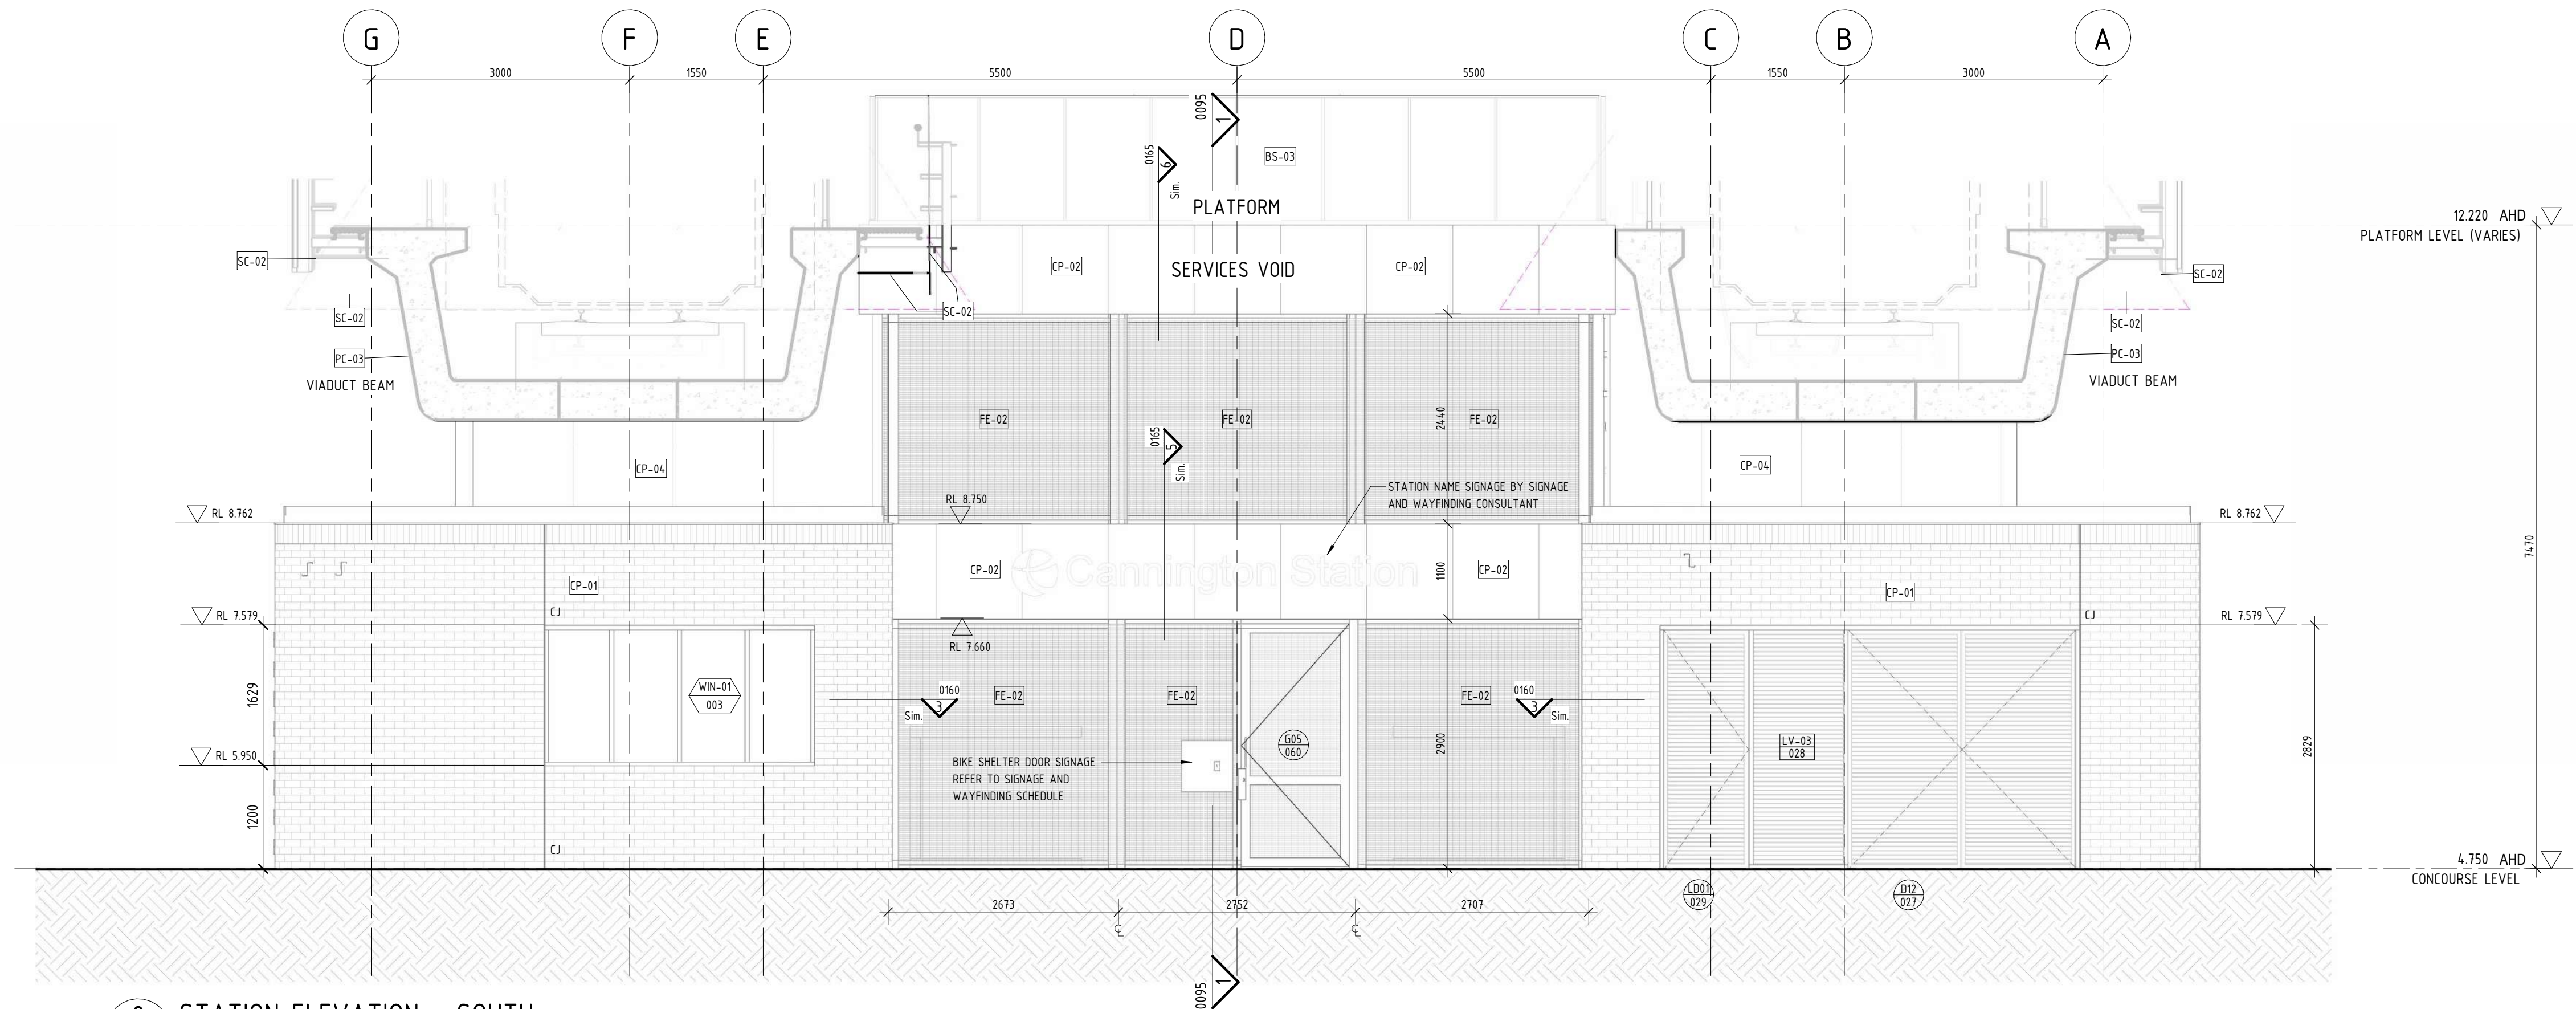 G
F
E
D
C
B
A
3000
1550
5500
5500
1550
3000
0095
1
0165
6
Sim.
BS-03
PLATFORM
12.220 AHD
PLATFORM LEVEL (VARIES)
SC-02
CP-02
SERVICES VOID
CP-02
SC-02
SC-02
SC-02
SC-02
PC-03
VIADUCT BEAM
PC-03
VIADUCT BEAM
FE-02
FE-02
FE-02
2440
0165
5
Sim.
CP-04
CP-04
STATION NAME SIGNAGE BY SIGNAGE
AND WAYFINDING CONSULTANT
RL 8.750
RL 8.762
RL 8.762
7470
CP-02
Cannington Station
CP-02
1100
CP-01
CP-01
CJ
CJ
RL 7.579
RL 7.579
RL 7.660
1629
WIN-01
003
0160
3
Sim.
FE-02
FE-02
FE-02
0160
3
Sim.
G05
060
2900
LV-03
028
2829
RL 5.950
BIKE SHELTER DOOR SIGNAGE
REFER TO SIGNAGE AND
WAYFINDING SCHEDULE
1200
CJ
4.750 AHD
CONCOURSE LEVEL
LD01
029
D12
027
2673
2752
2707
℄
℄
0095
1
STATION ELEVATION - SOUTH